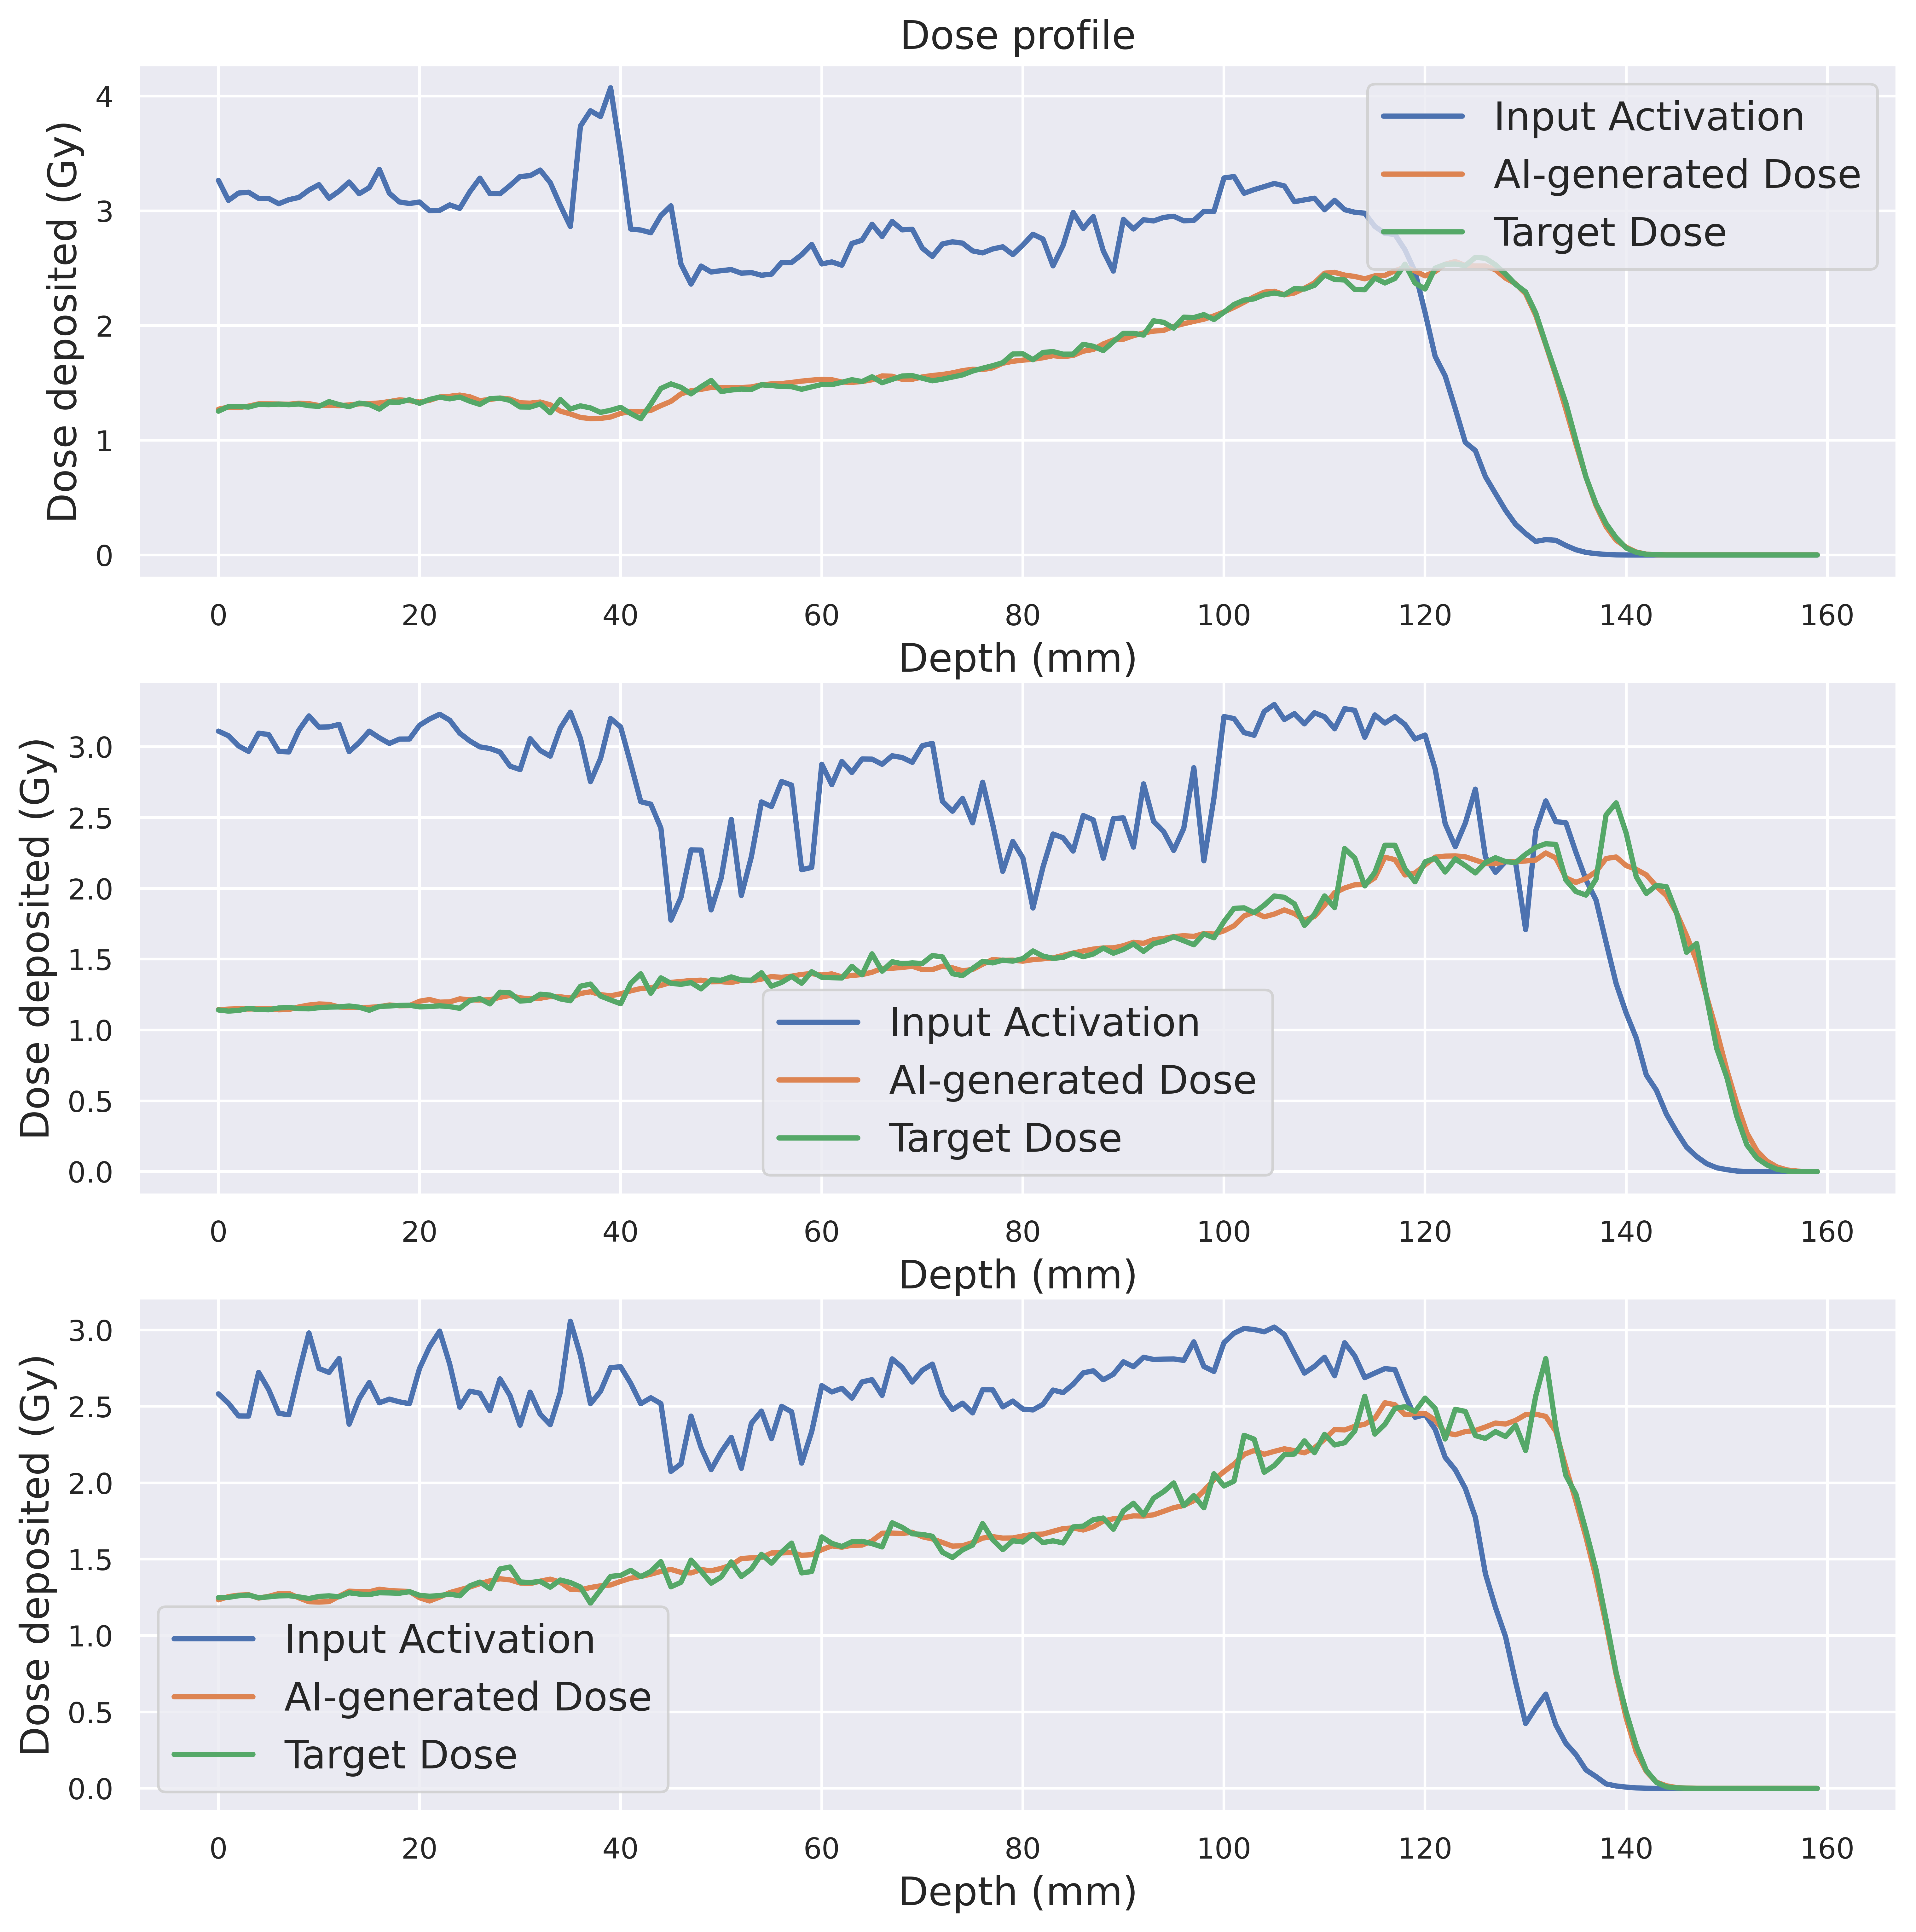 Dose profile
Dose deposited (Gy)
4
3
2
1
0
Input Activation
AI-generated Dose
Target Dose
0 20 40 60 80 100 120 140 160
Depth (mm)
Dose deposited (Gy)
3.0
2.5
2.0
1.5
1.0
0.5
0.0
Input Activation
AI-generated Dose
Target Dose
0 20 40 60 80 100 120 140 160
Depth (mm)
Dose deposited (Gy)
3.0
2.5
2.0
1.5
1.0
0.5
0.0
Input Activation
AI-generated Dose
Target Dose
0 20 40 60 80 100 120 140 160
Depth (mm)